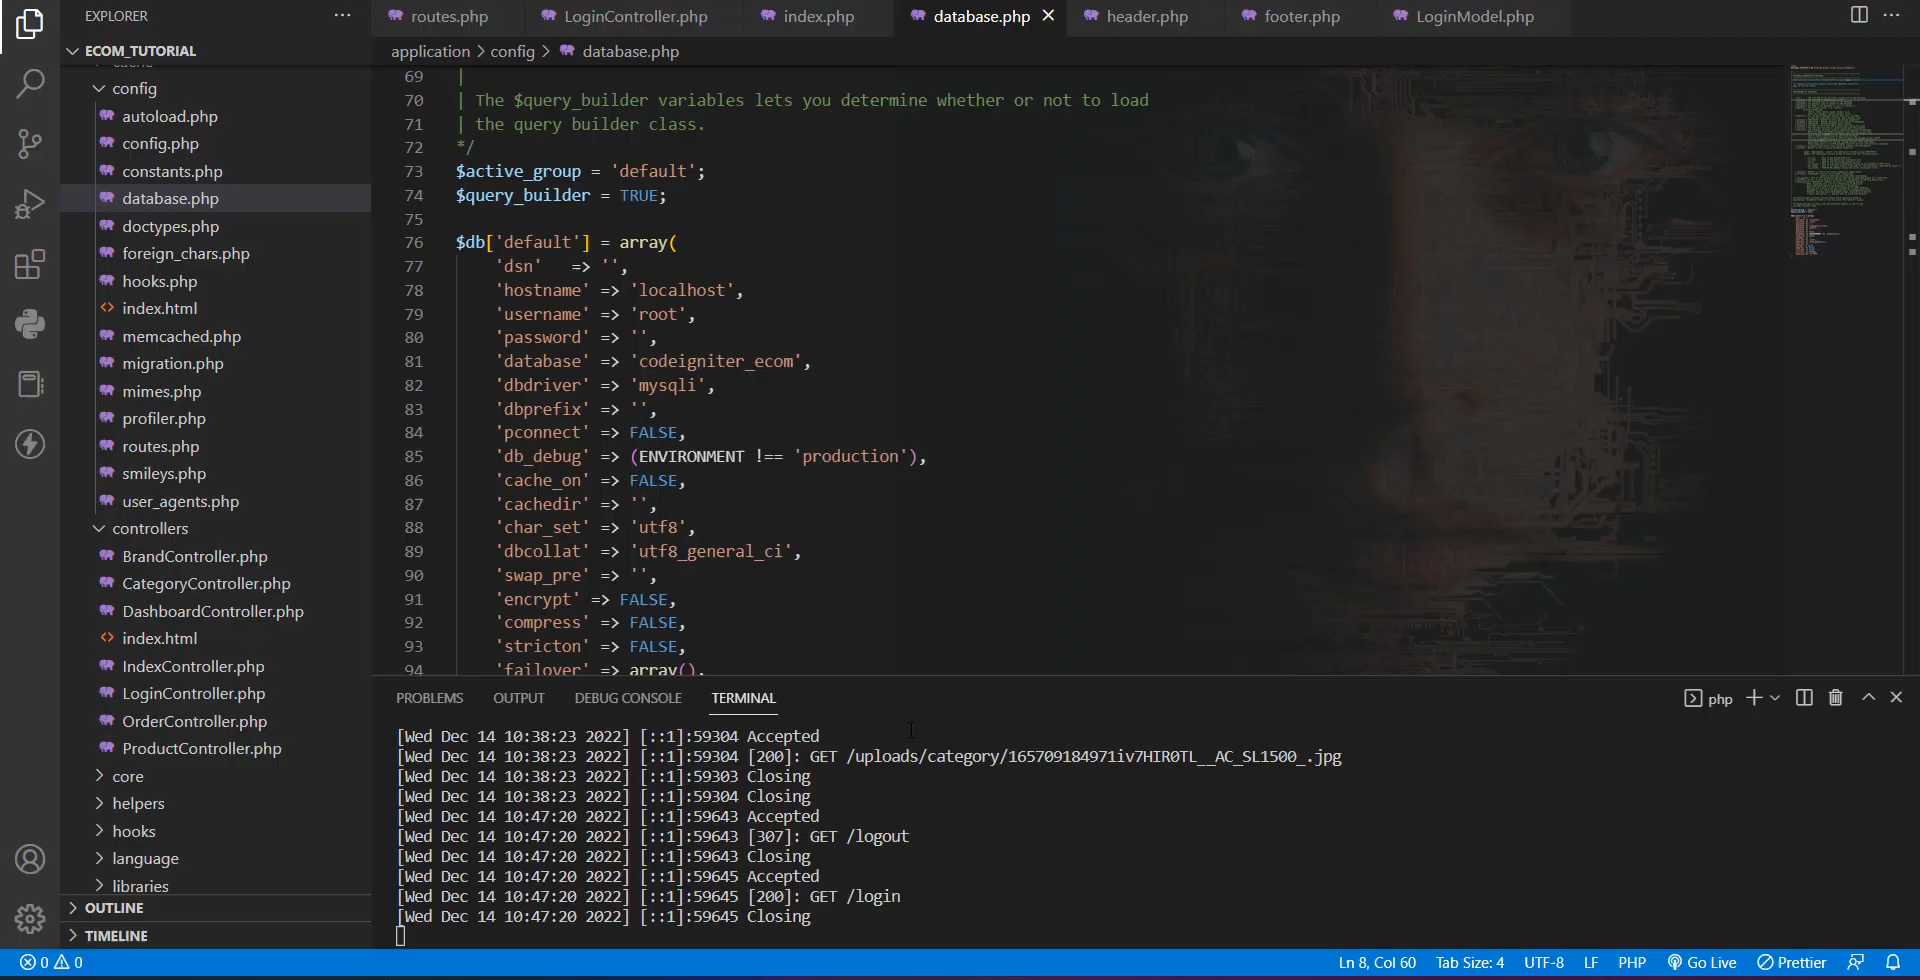 EXPLORER
routes.php
LoginController.php
index.php
database.php
header.php
footer.php
LoginModel.php
ECOM_TUTORIAL
application > config > database.php
config
autoload.php
config.php
constants.php
database.php
doctypes.php
foreign_chars.php
hooks.php
index.html
memcached.php
migration.php
mimes.php
profiler.php
routes.php
smileys.php
user_agents.php
controllers
BrandController.php
CategoryController.php
DashboardController.php
index.html
IndexController.php
LoginController.php
OrderController.php
ProductController.php
core
helpers
hooks
language
libraries
OUTLINE
TIMELINE
69 |
70 | The $query_builder variables lets you determine whether or not to load
71 | the query builder class.
72 */
73 $active_group = 'default';
74 $query_builder = TRUE;
75
76 $db['default'] = array(
77 'dsn' => '',
78 'hostname' => 'localhost',
79 'username' => 'root',
80 'password' => '',
81 'database' => 'codeigniter_ecom',
82 'dbdriver' => 'mysqli',
83 'dbprefix' => '',
84 'pconnect' => FALSE,
85 'db_debug' => (ENVIRONMENT !== 'production'),
86 'cache_on' => FALSE,
87 'cachedir' => '',
88 'char_set' => 'utf8',
89 'dbcollat' => 'utf8_general_ci',
90 'swap_pre' => '',
91 'encrypt' => FALSE,
92 'compress' => FALSE,
93 'stricton' => FALSE,
94 'failover' => array(),
PROBLEMS OUTPUT DEBUG CONSOLE TERMINAL
php
[Wed Dec 14 10:38:23 2022] [::1]:59304 Accepted
[Wed Dec 14 10:38:23 2022] [::1]:59304 [200]: GET /uploads/category/165709184971iv7HIR0TL__AC_SL1500_.jpg
[Wed Dec 14 10:38:23 2022] [::1]:59303 Closing
[Wed Dec 14 10:38:23 2022] [::1]:59304 Closing
[Wed Dec 14 10:47:20 2022] [::1]:59643 Accepted
[Wed Dec 14 10:47:20 2022] [::1]:59643 [307]: GET /logout
[Wed Dec 14 10:47:20 2022] [::1]:59643 Closing
[Wed Dec 14 10:47:20 2022] [::1]:59645 Accepted
[Wed Dec 14 10:47:20 2022] [::1]:59645 [200]: GET /login
[Wed Dec 14 10:47:20 2022] [::1]:59645 Closing
0 0
Ln 8, Col 60 Tab Size: 4 UTF-8 LF PHP Go Live Prettier